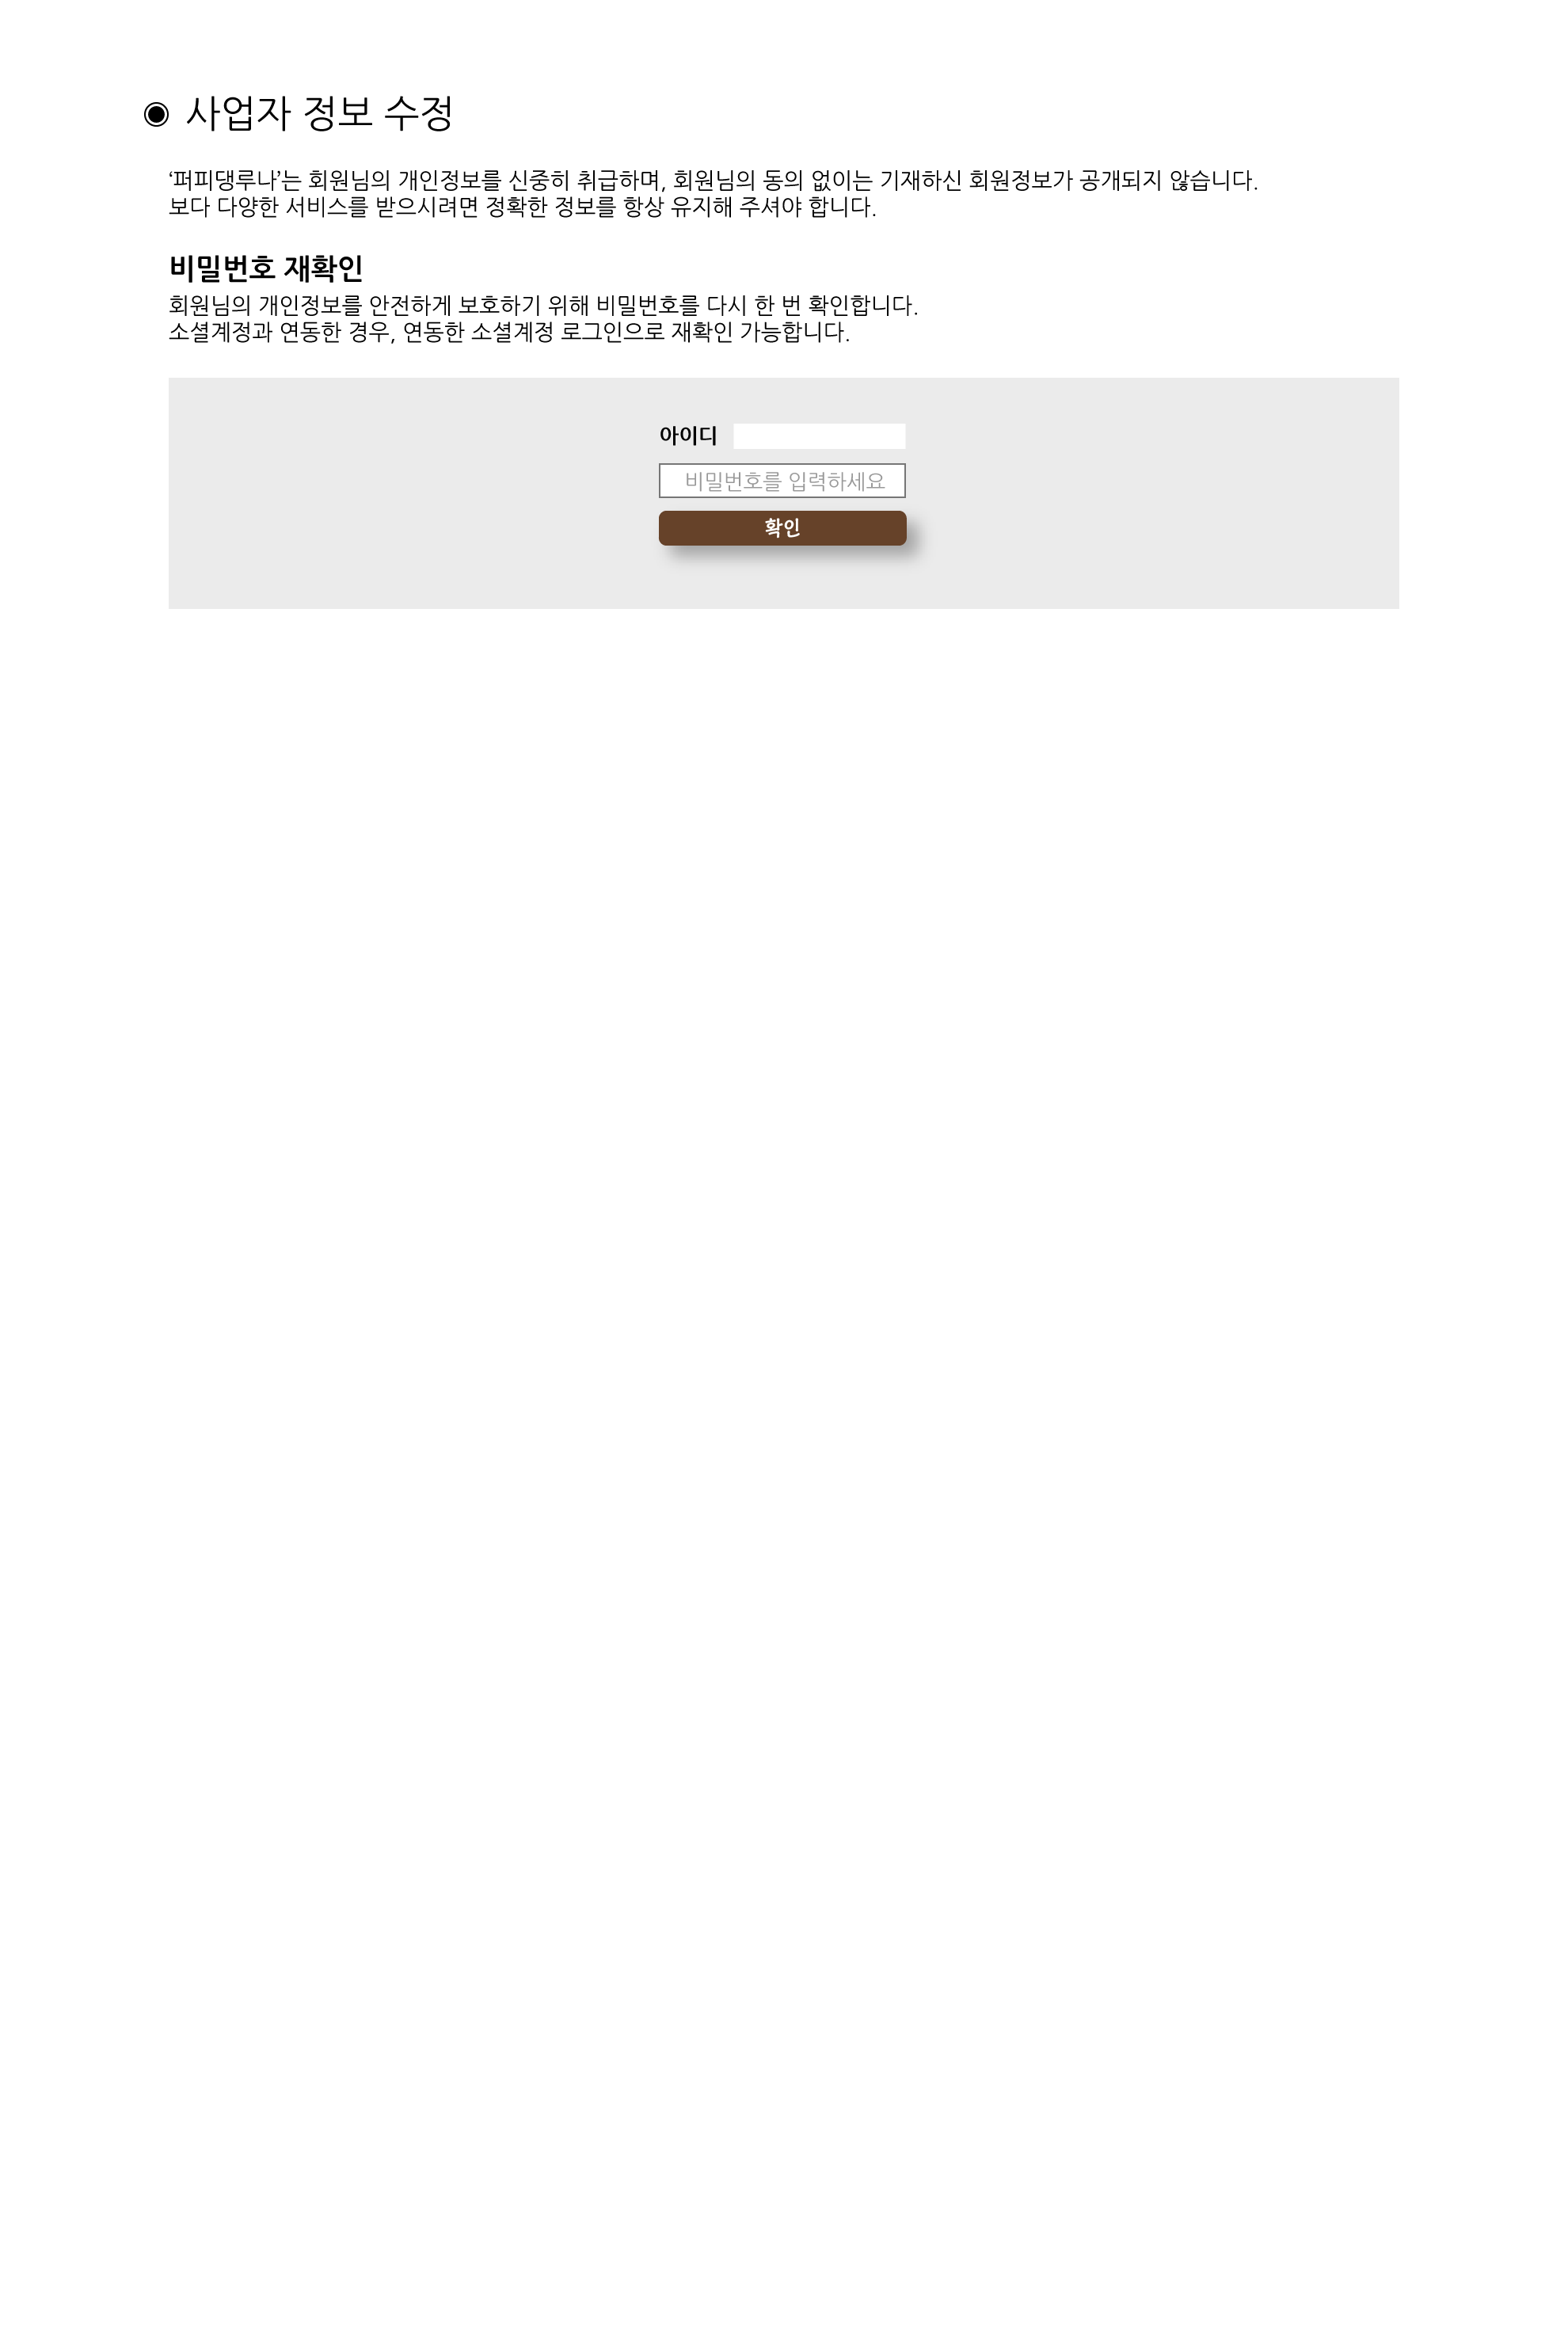 ◉ 사업자 정보 수정
‘퍼피댕루나’는 회원님의 개인정보를 신중히 취급하며, 회원님의 동의 없이는 기재하신 회원정보가 공개되지 않습니다.
보다 다양한 서비스를 받으시려면 정확한 정보를 항상 유지해 주셔야 합니다.
비밀번호 재확인
회원님의 개인정보를 안전하게 보호하기 위해 비밀번호를 다시 한 번 확인합니다.
소셜계정과 연동한 경우, 연동한 소셜계정 로그인으로 재확인 가능합니다.
아이디
비밀번호를 입력하세요
확인